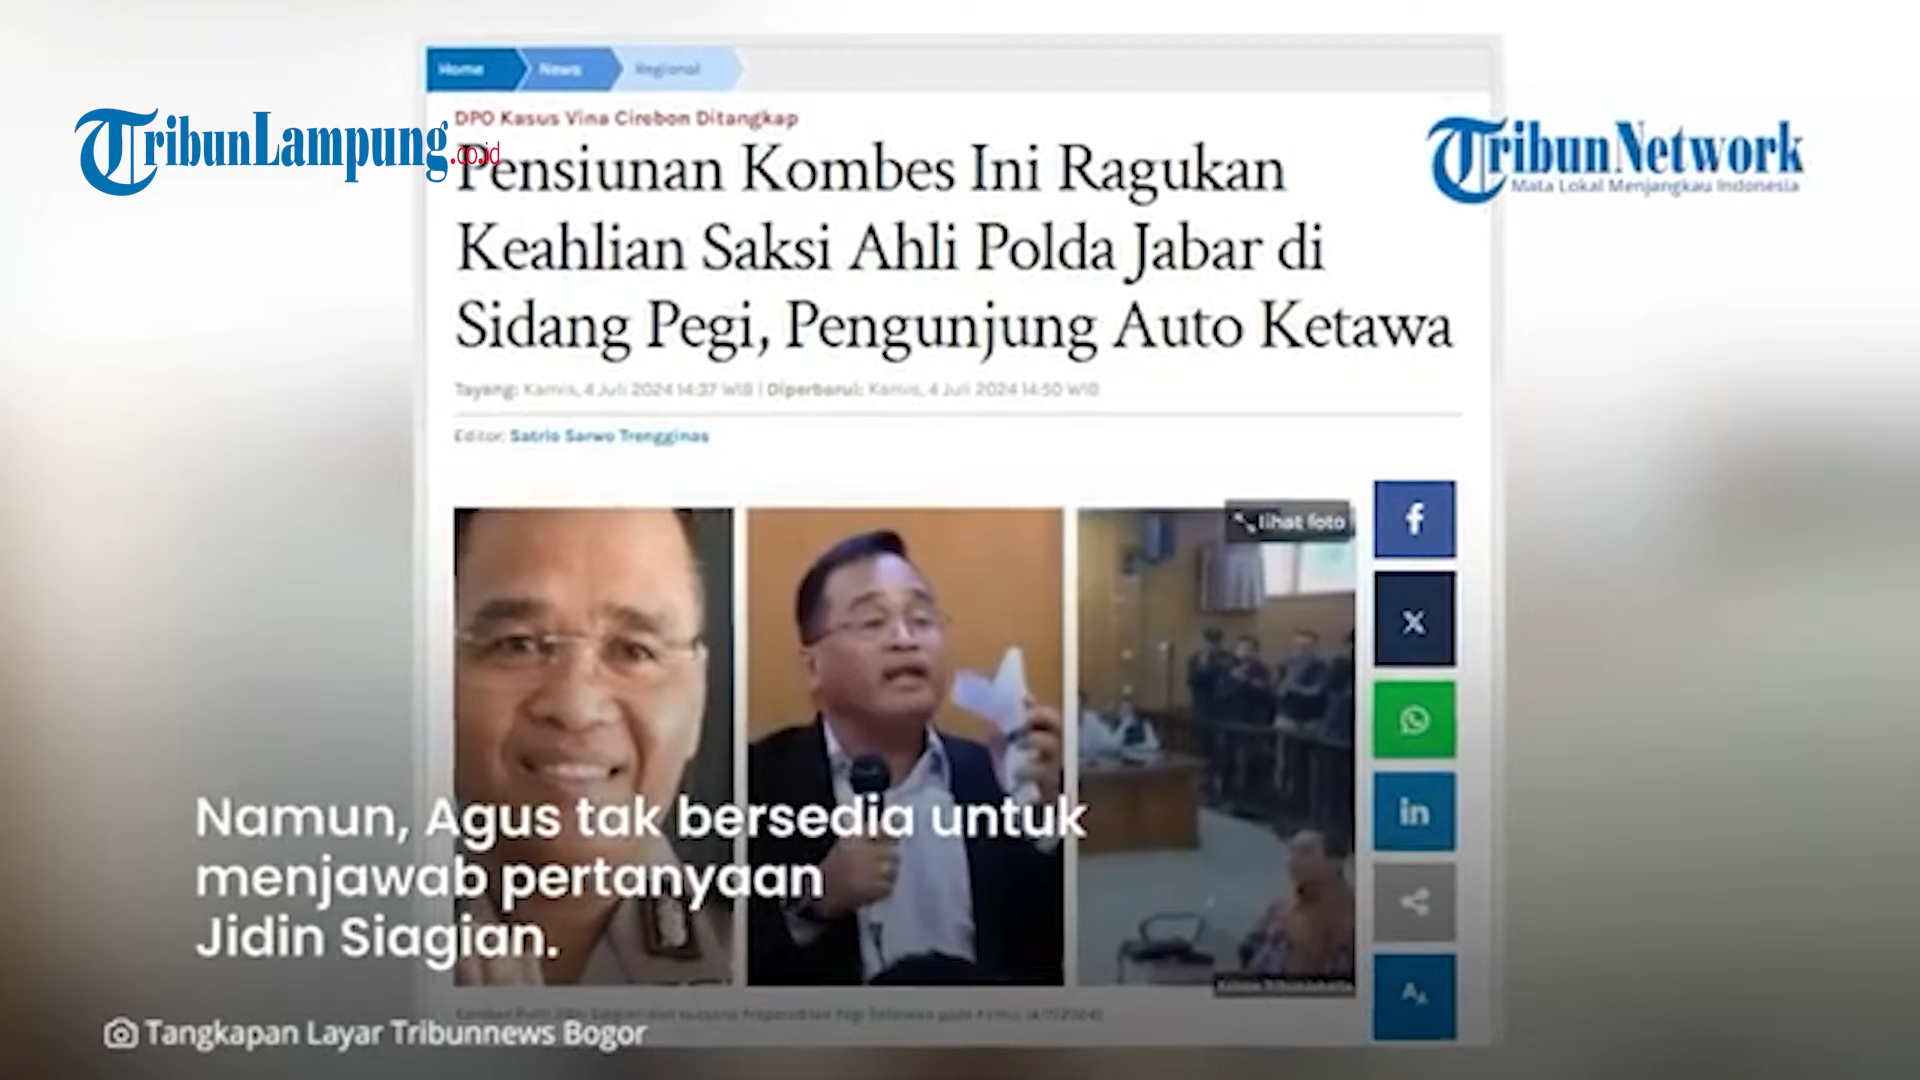 Home News Regional
DPO Kasus Vina Cirebon Ditangkap
TribunLampung.co.id
TribunNetwork
Mata Lokal Menjangkau Indonesia
Pensiunan Kombes Ini Ragukan
Keahlian Saksi Ahli Polda Jabar di
Sidang Pegi, Pengunjung Auto Ketawa
Tayang: Kamis, 4 Juli 2024 14:37 WIB | Diperbarui: Kamis, 4 Juli 2024 14:50 WIB
Editor: Satrio Sarwo Trengginas
lihat foto
f
X
in
AA
Namun, Agus tak bersedia untuk
menjawab pertanyaan
Jidin Siagian.
Tangkapan Layar Tribunnews Bogor